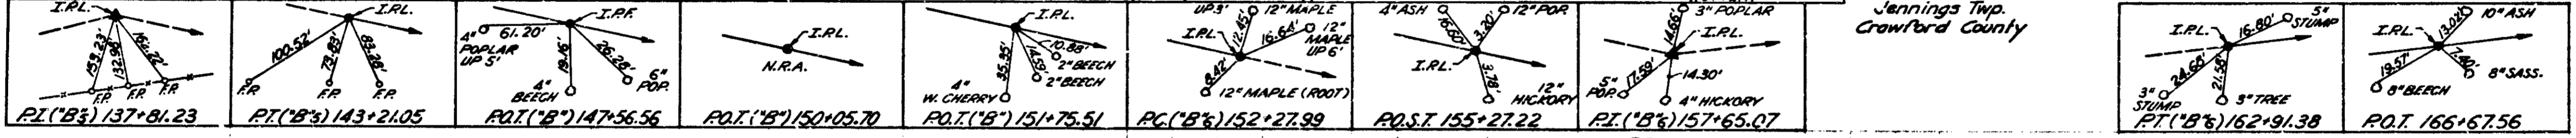 I.P.L.
153.23'
132.96'
164.22'
F.P.
F.P.
F.P.
P.I.("B"5) 137+81.23
I.P.L.
100.52'
79.83'
83.28'
F.P.
F.P.
F.P.
P.T.("B"5) 143+21.05
I.P.F.
61.20'
4"
POPLAR
UP 5'
19.16'
26.28'
4"
BEECH
6"
POP.
P.O.T.("B") 147+56.56
I.P.L.
N.R.A.
P.O.T.("B") 150+05.70
I.P.L.
35.35'
14.59'
10.88'
2" BEECH
2" BEECH
4"
W. CHERRY
P.O.T.("B") 151+75.51
UP 3'
12" MAPLE
I.P.L.
12.45'
16.64'
12"
MAPLE
UP 6'
8.42'
12" MAPLE (ROOT)
P.C.("B"6) 152+27.99
4" ASH
12" POP.
16.60'
3.20'
I.P.L.
3.78'
12"
HICKORY
P.O.S.T. 155+27.22
3" POPLAR
14.66'
I.P.L.
17.59'
14.30'
5"
POP.
4" HICKORY
P.I.("B"6) 157+65.07
Jennings Twp.
Crawford County
5"
STUMP
I.P.L.
16.80'
24.68'
21.58'
3"
STUMP
3" TREE
P.T.("B"6) 162+91.38
10" ASH
I.P.L.
13.02'
19.57'
7.40'
8" SASS.
8" BEECH
P.O.T. 166+67.56